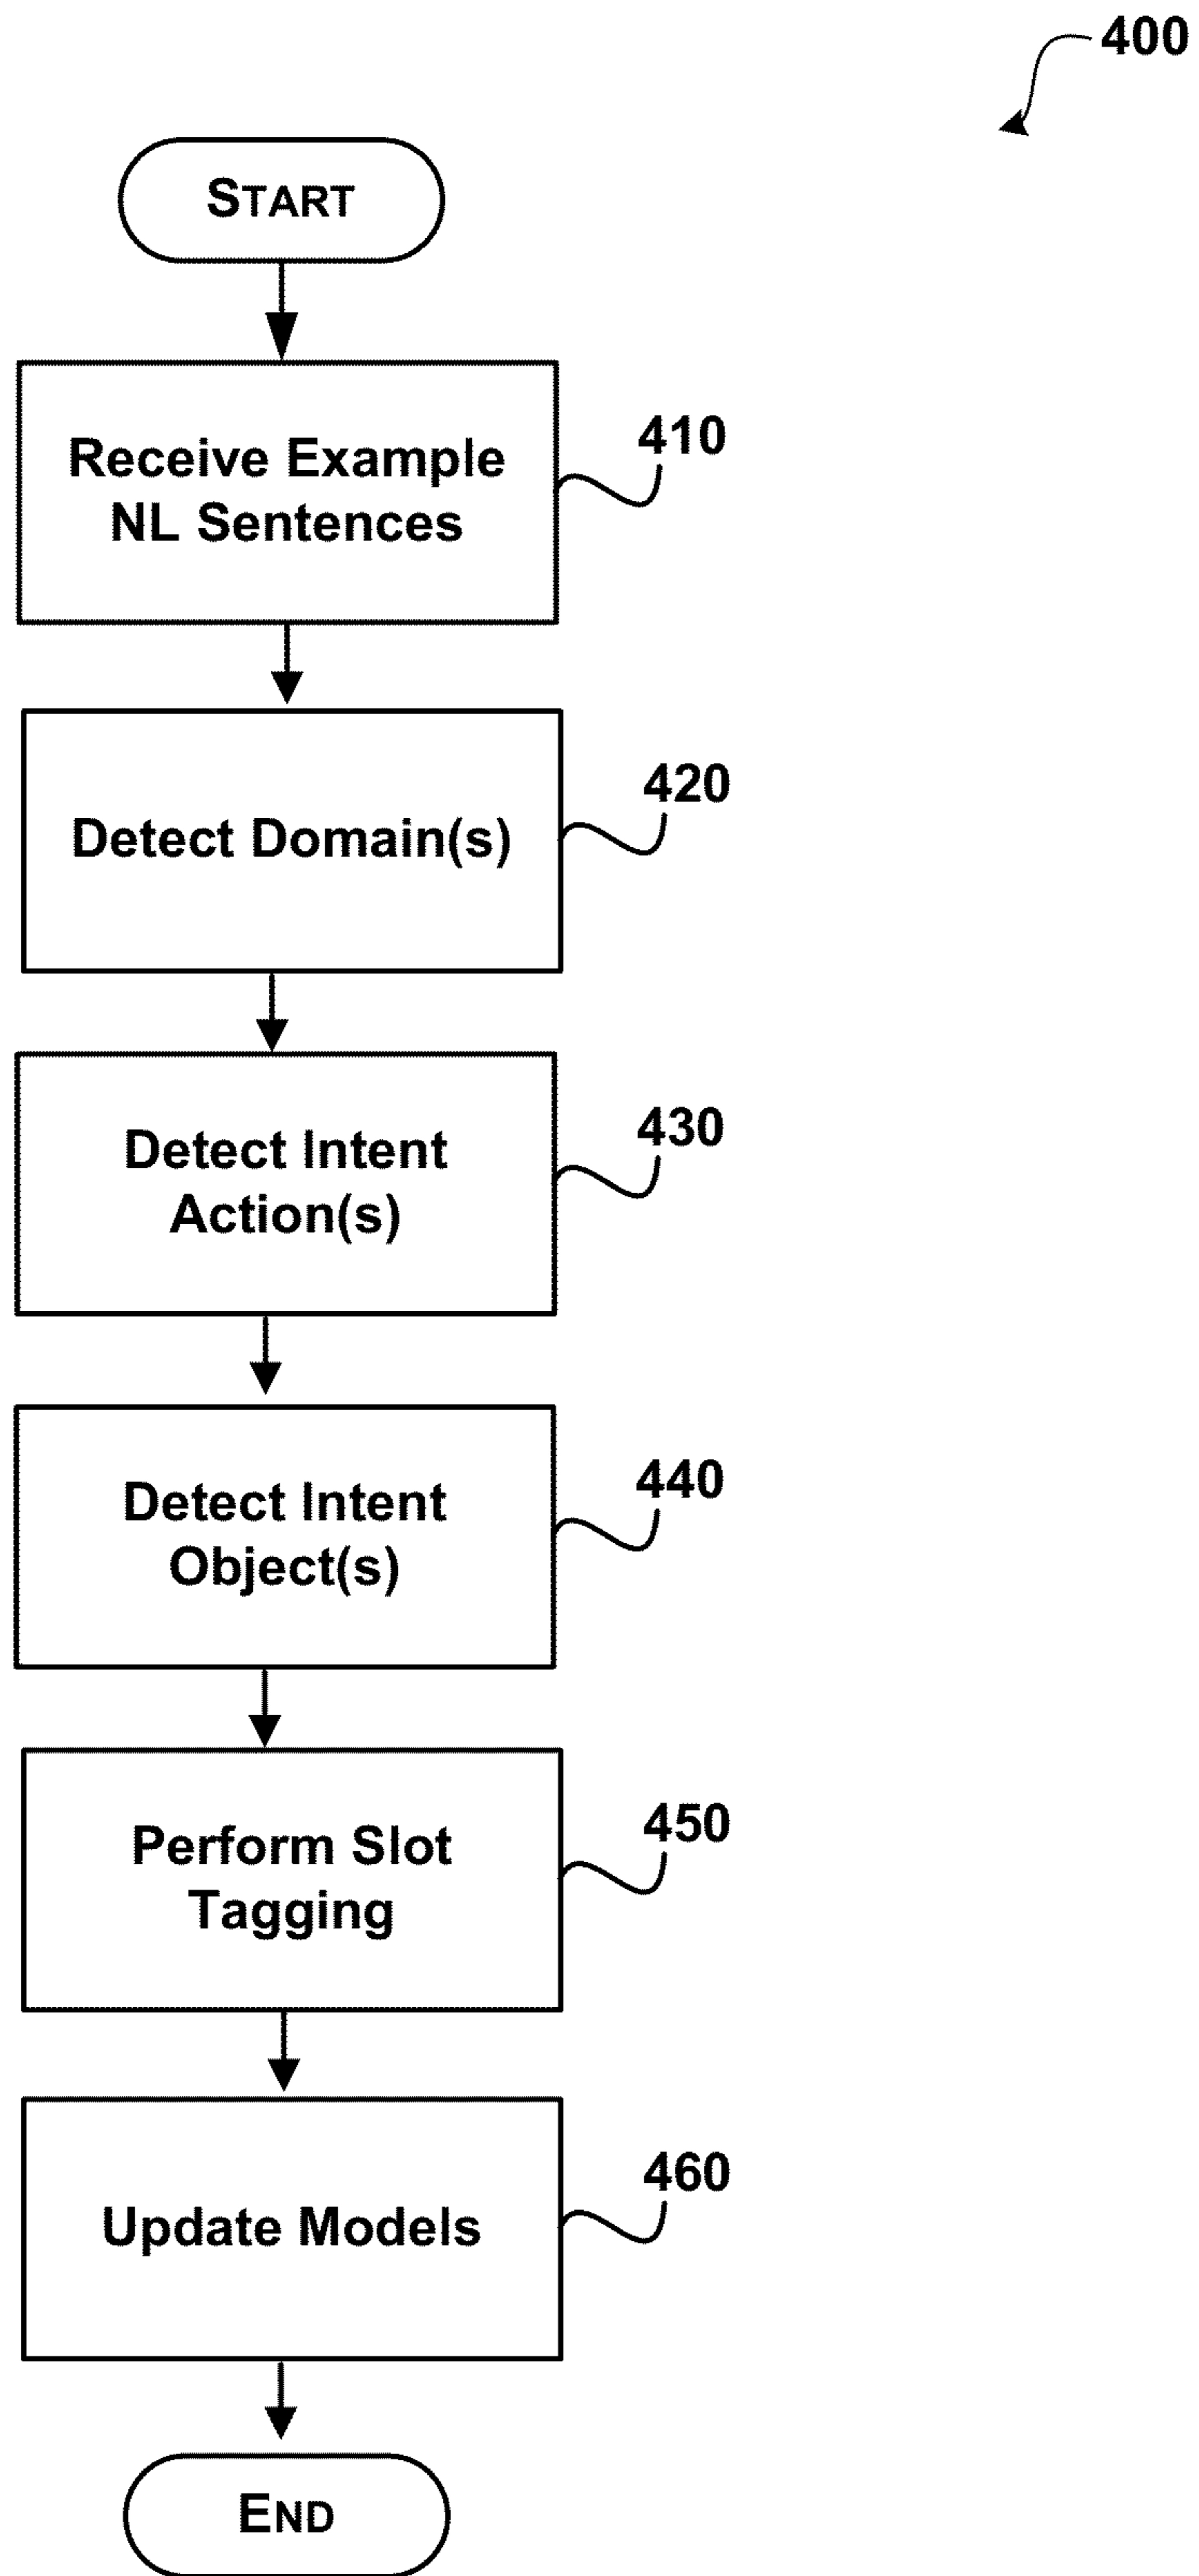 400
START
Receive Example
NL Sentences
410
Detect Domain(s)
420
Detect Intent
Action(s)
430
Detect Intent
Object(s)
440
Perform Slot
Tagging
450
Update Models
460
END